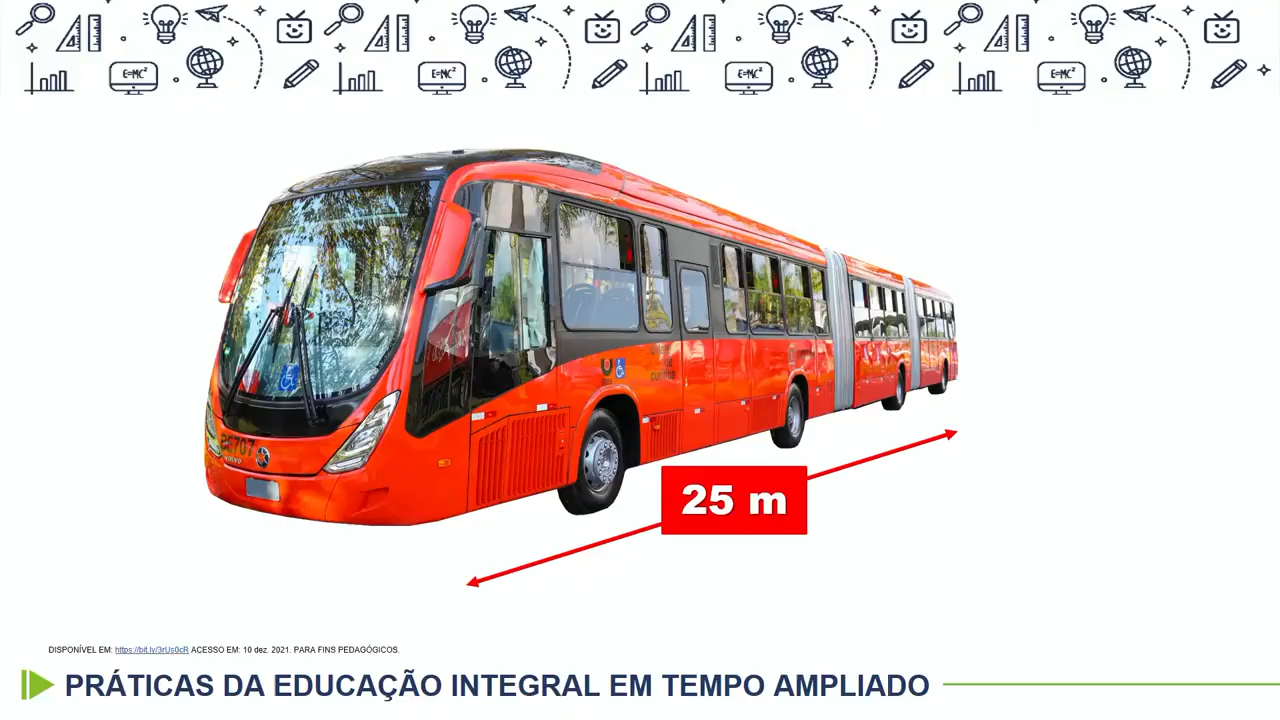 E=MC²
E=MC²
E=MC²
E=MC²
25 m
DISPONÍVEL EM: https://bit.ly/3rUs0cR ACESSO EM: 10 dez. 2021. PARA FINS PEDAGÓGICOS.
PRÁTICAS DA EDUCAÇÃO INTEGRAL EM TEMPO AMPLIADO